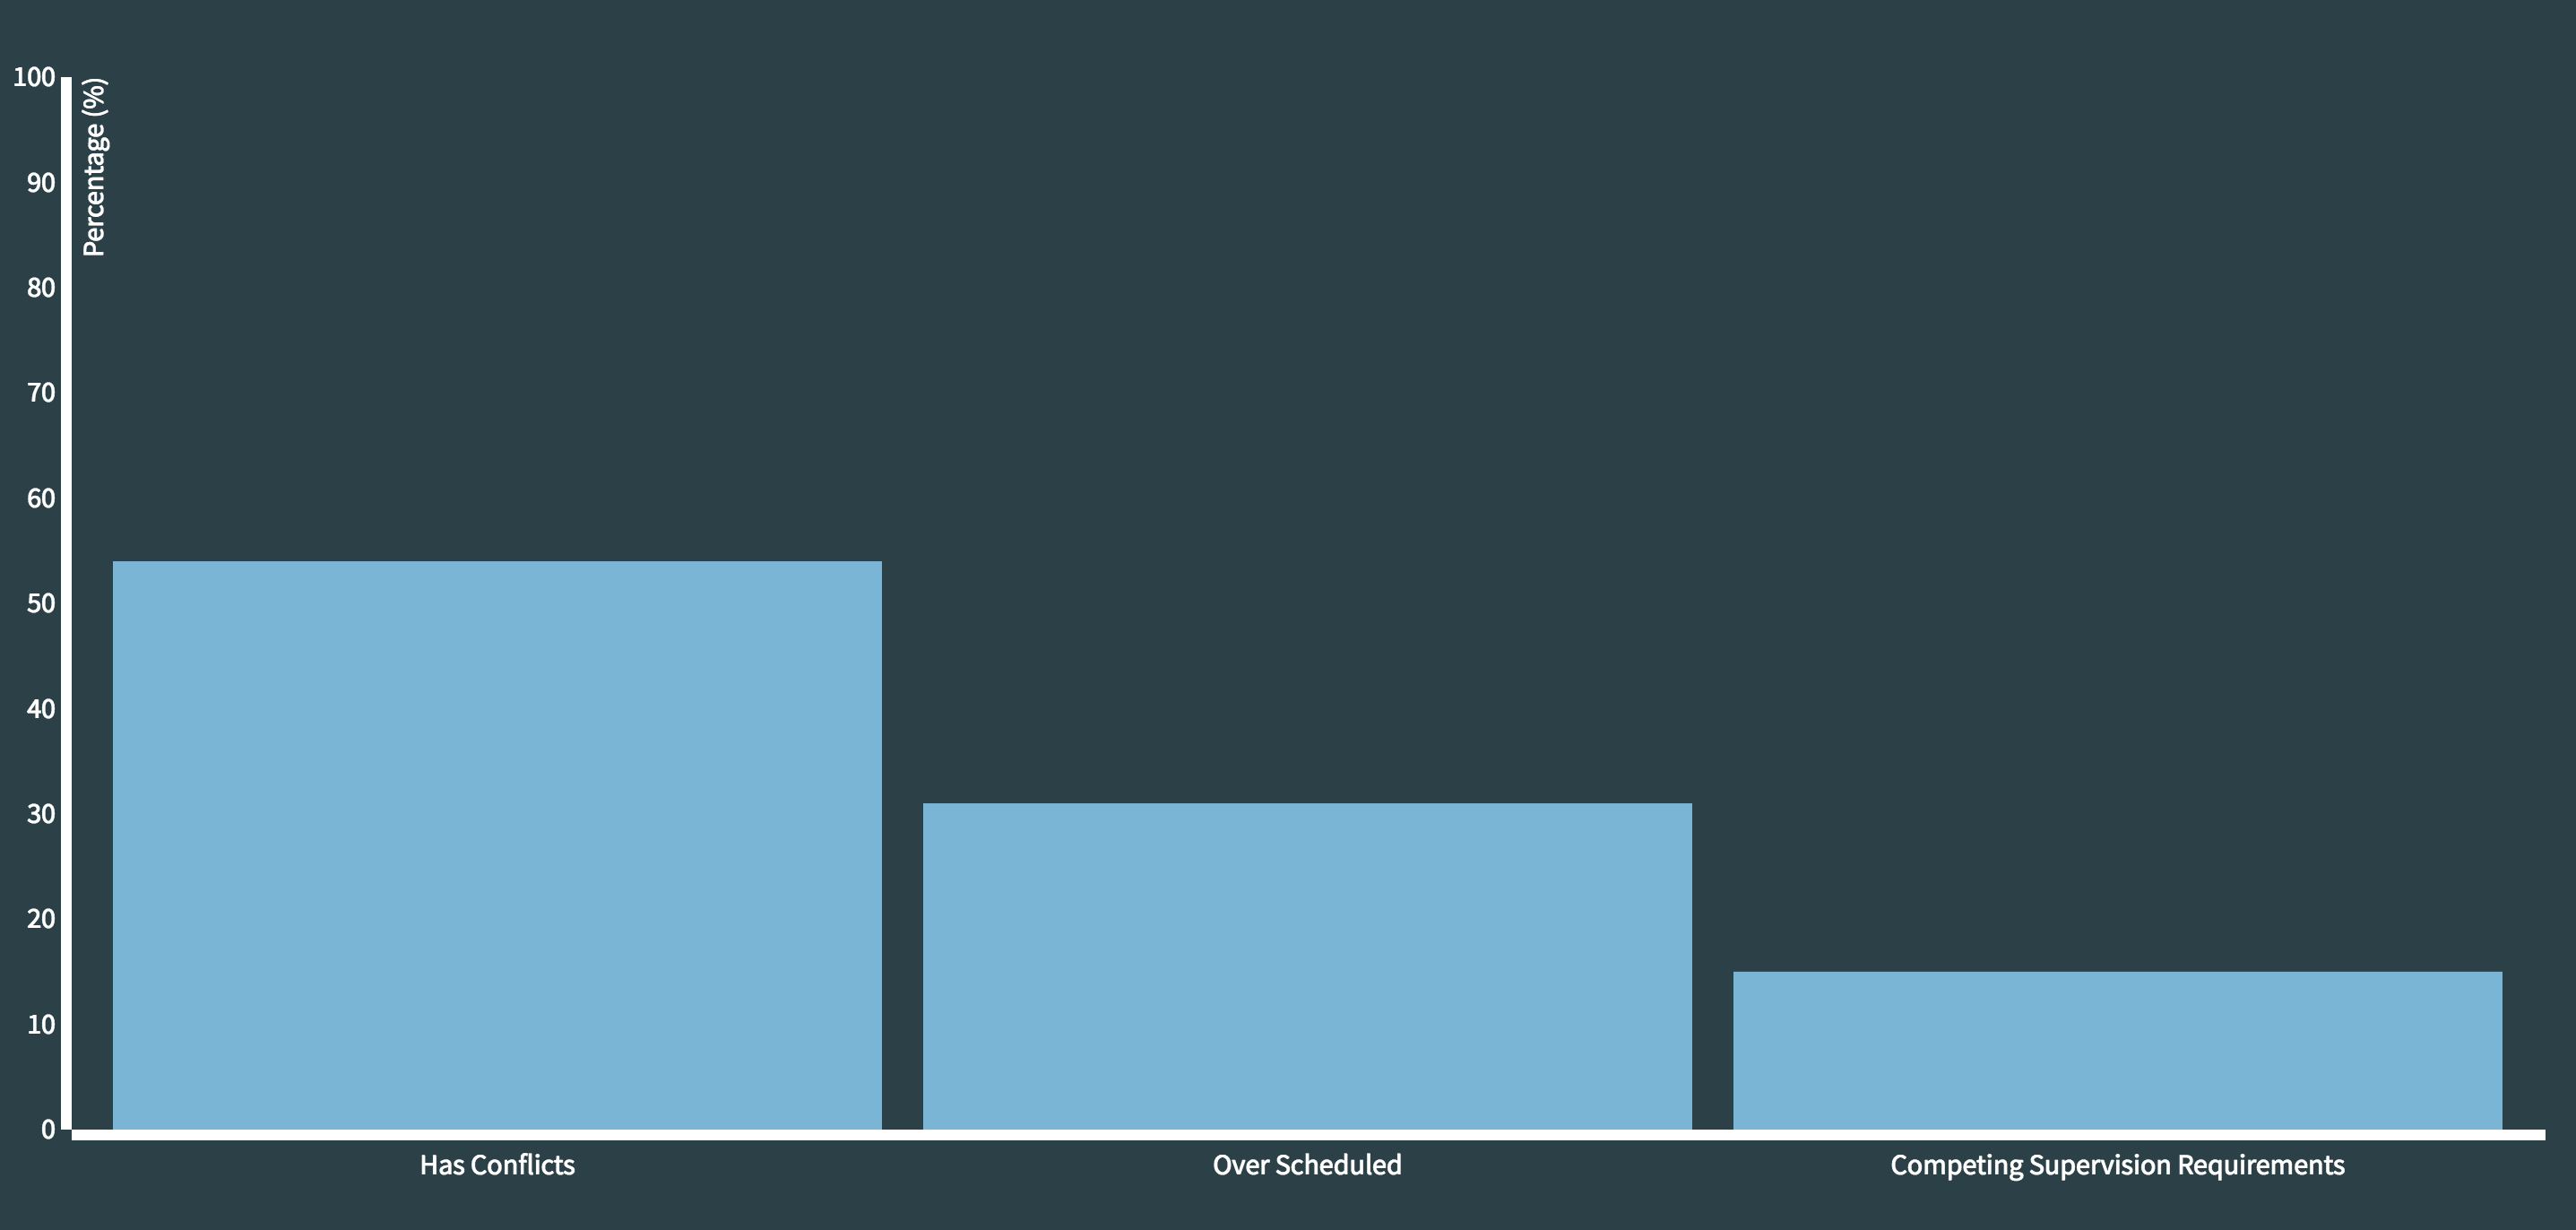 Percentage (%)
100
90
80
70
60
50
40
30
20
10
0
Has Conflicts
Over Scheduled
Competing Supervision Requirements